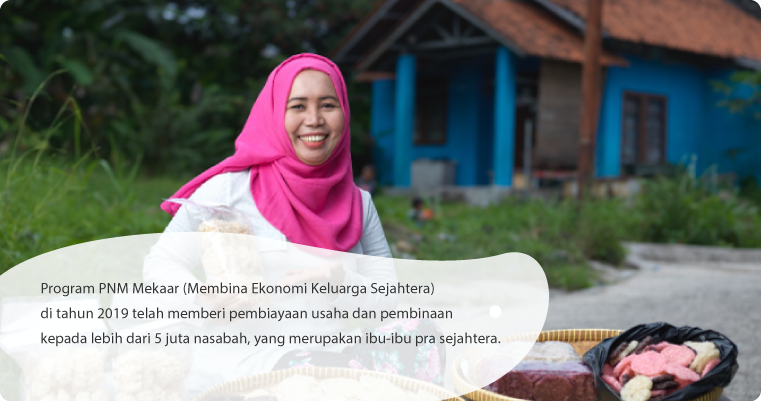 Program PNM Mekaar (Membina Ekonomi Keluarga Sejahtera)
di tahun 2019 telah memberi pembiayaan usaha dan pembinaan
kepada lebih dari 5 juta nasabah, yang merupakan ibu-ibu pra sejahtera.